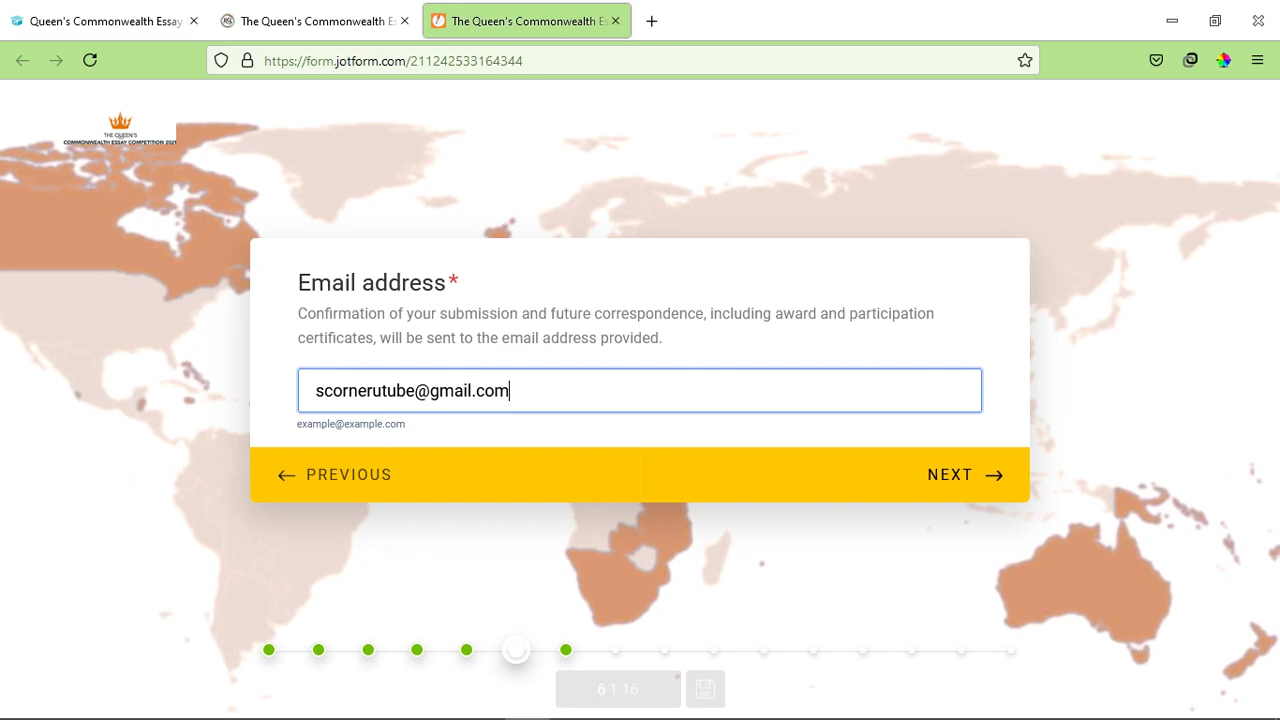 Queen's Commonwealth Essay
The Queen's Commonwealth E
The Queen's Commonwealth E
https://form.jotform.com/211242533164344
THE QUEEN'S
COMMONWEALTH ESSAY COMPETITION 2021
Email address*
Confirmation of your submission and future correspondence, including award and participation
certificates, will be sent to the email address provided.
scornerutube@gmail.com
example@example.com
PREVIOUS
NEXT
6 | 16